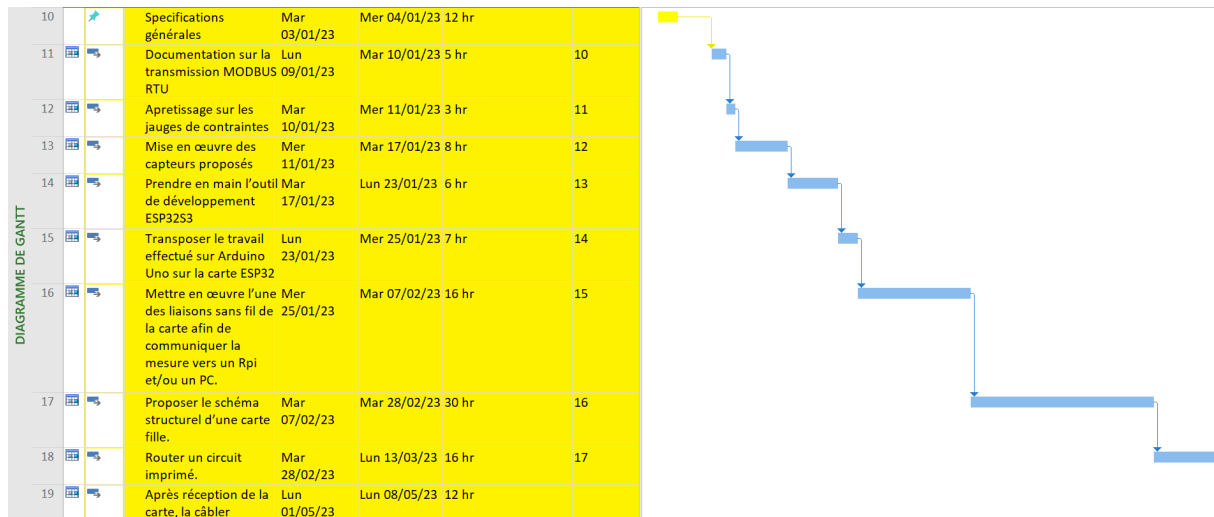 DIAGRAMME DE GANTT
10 Specifications Mar Mer 04/01/23 12 hr
générales 03/01/23
11 Documentation sur la Lun Mar 10/01/23 5 hr 10
transmission MODBUS 09/01/23
RTU
12 Apretissage sur les Mar Mer 11/01/23 3 hr 11
jauges de contraintes 10/01/23
13 Mise en œuvre des Mer Mar 17/01/23 8 hr 12
capteurs proposés 11/01/23
14 Prendre en main l’outil Mar Lun 23/01/23 6 hr 13
de développement 17/01/23
ESP32S3
15 Transposer le travail Lun Mer 25/01/23 7 hr 14
effectué sur Arduino 23/01/23
Uno sur la carte ESP32
16 Mettre en œuvre l’une Mer Mar 07/02/23 16 hr 15
des liaisons sans fil de 25/01/23
la carte afin de
communiquer la
mesure vers un Rpi
et/ou un PC.
17 Proposer le schéma Mar Mar 28/02/23 30 hr 16
structurel d’une carte 07/02/23
fille.
18 Router un circuit Mar Lun 13/03/23 16 hr 17
imprimé. 28/02/23
19 Après réception de la Lun Lun 08/05/23 12 hr
carte, la câbler 01/05/23